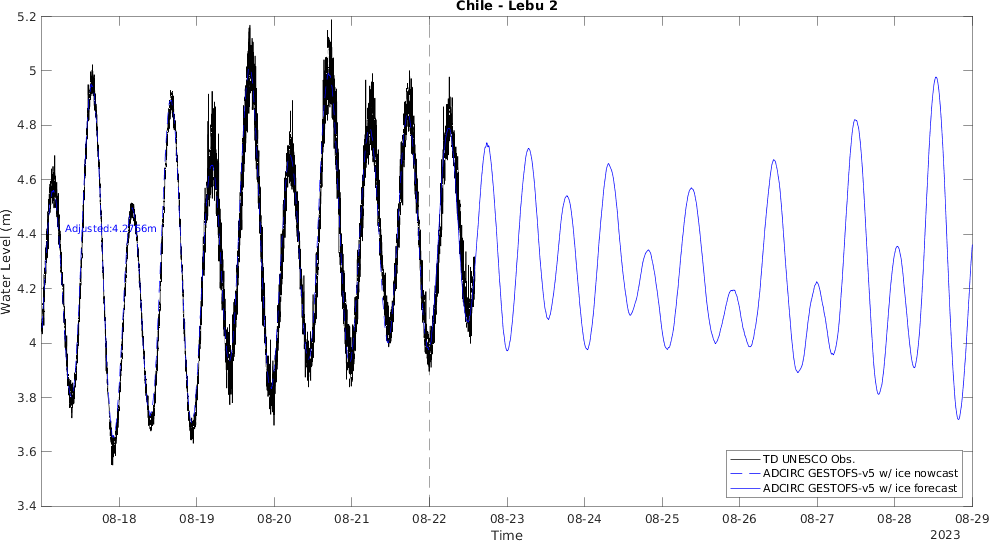 Chile - Lebu 2
5.2
5
4.8
4.6
4.4
4.2
4
3.8
3.6
3.4
Water Level (m)
Adjusted:4.2766m
TD UNESCO Obs.
ADCIRC GESTOFS-v5 w/ ice nowcast
ADCIRC GESTOFS-v5 w/ ice forecast
08-18 08-19 08-20 08-21 08-22 08-23 08-24 08-25 08-26 08-27 08-28 08-29
Time
2023